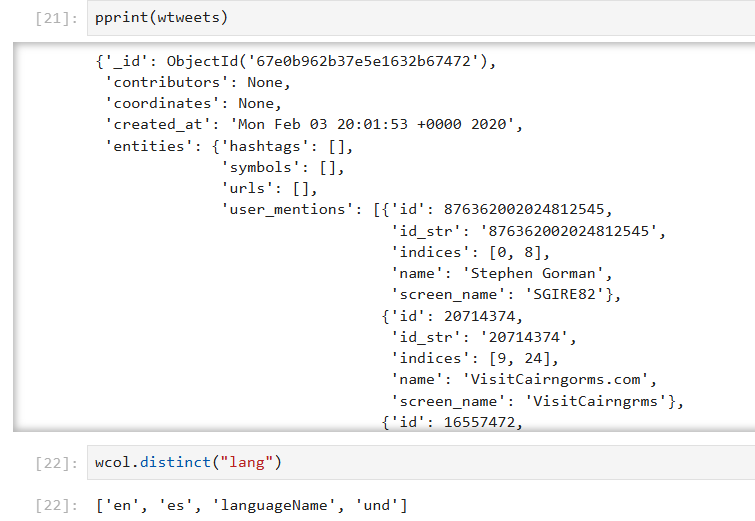 [21]: pprint(wtweets)
{'_id': ObjectId('67e0b962b37e5e1632b67472'),
'contributors': None,
'coordinates': None,
'created_at': 'Mon Feb 03 20:01:53 +0000 2020',
'entities': {'hashtags': [],
'symbols': [],
'urls': [],
'user_mentions': [{'id': 876362002024812545,
'id_str': '876362002024812545',
'indices': [0, 8],
'name': 'Stephen Gorman',
'screen_name': 'SGIRE82'},
{'id': 20714374,
'id_str': '20714374',
'indices': [9, 24],
'name': 'VisitCairngorms.com',
'screen_name': 'VisitCairngrms'},
{'id': 16557472,
[22]: wcol.distinct("lang")
[22]: ['en', 'es', 'languageName', 'und']